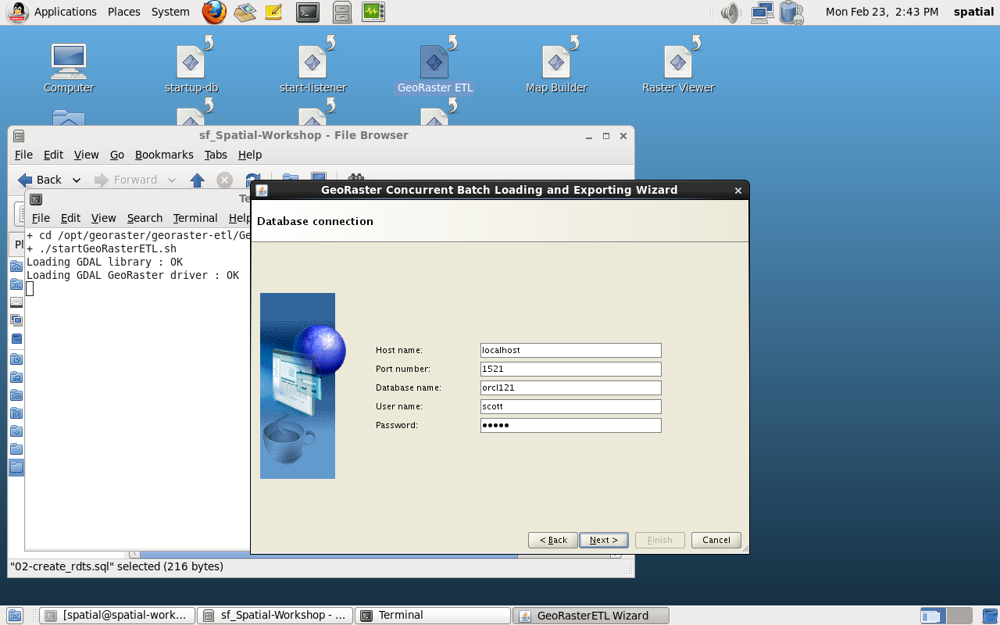 Applications Places System Mon Feb 23, 2:43 PM spatial
Computer startup-db start-listener GeoRaster ETL Map Builder Raster Viewer
sf_Spatial-Workshop - File Browser
File Edit View Go Bookmarks Tabs Help
Back Forward
GeoRaster Concurrent Batch Loading and Exporting Wizard
File Edit View Search Terminal Help
Database connection
+ cd /opt/georaster/georaster-etl/Ge
+ ./startGeoRasterETL.sh
Loading GDAL library : OK
Loading GDAL GeoRaster driver : OK
Host name: localhost
Port number: 1521
Database name: orcl121
User name: scott
Password: •••••
< Back Next > Finish Cancel
"02-create_rdts.sql" selected (216 bytes)
[spatial@spatial-work... sf_Spatial-Workshop - ... Terminal GeoRasterETL Wizard